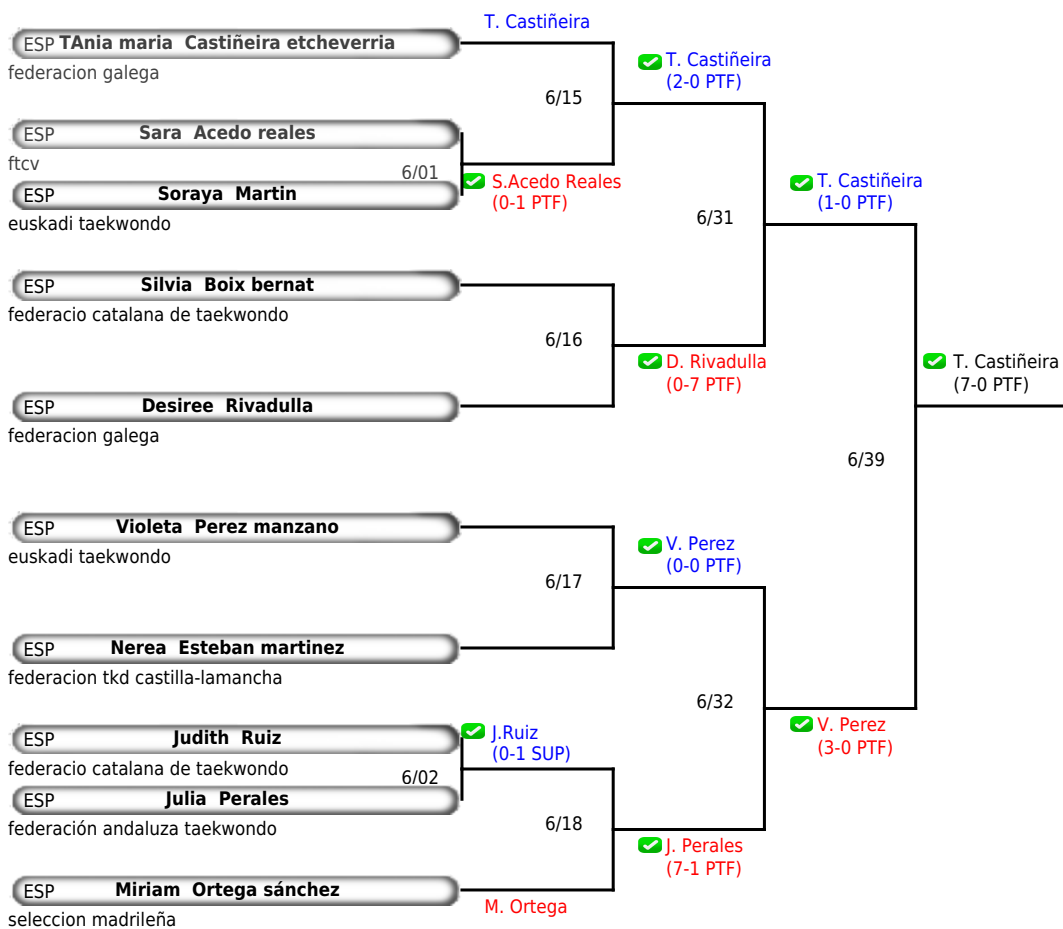 T. Castiñeira
ESP TAnia maria Castiñeira etcheverria
federacion galega
T. Castiñeira
(2-0 PTF)
6/15
ESP Sara Acedo reales
ftcv
6/01
S.Acedo Reales
(0-1 PTF)
ESP Soraya Martin
euskadi taekwondo
T. Castiñeira
(1-0 PTF)
6/31
ESP Silvia Boix bernat
federacio catalana de taekwondo
6/16
D. Rivadulla
(0-7 PTF)
T. Castiñeira
(7-0 PTF)
ESP Desiree Rivadulla
federacion galega
6/39
ESP Violeta Perez manzano
euskadi taekwondo
V. Perez
(0-0 PTF)
6/17
ESP Nerea Esteban martinez
federacion tkd castilla-lamancha
6/32
V. Perez
(3-0 PTF)
ESP Judith Ruiz
federacio catalana de taekwondo
J.Ruiz
(0-1 SUP)
6/02
ESP Julia Perales
federación andaluza taekwondo
6/18
J. Perales
(7-1 PTF)
ESP Miriam Ortega sánchez
seleccion madrileña
M. Ortega